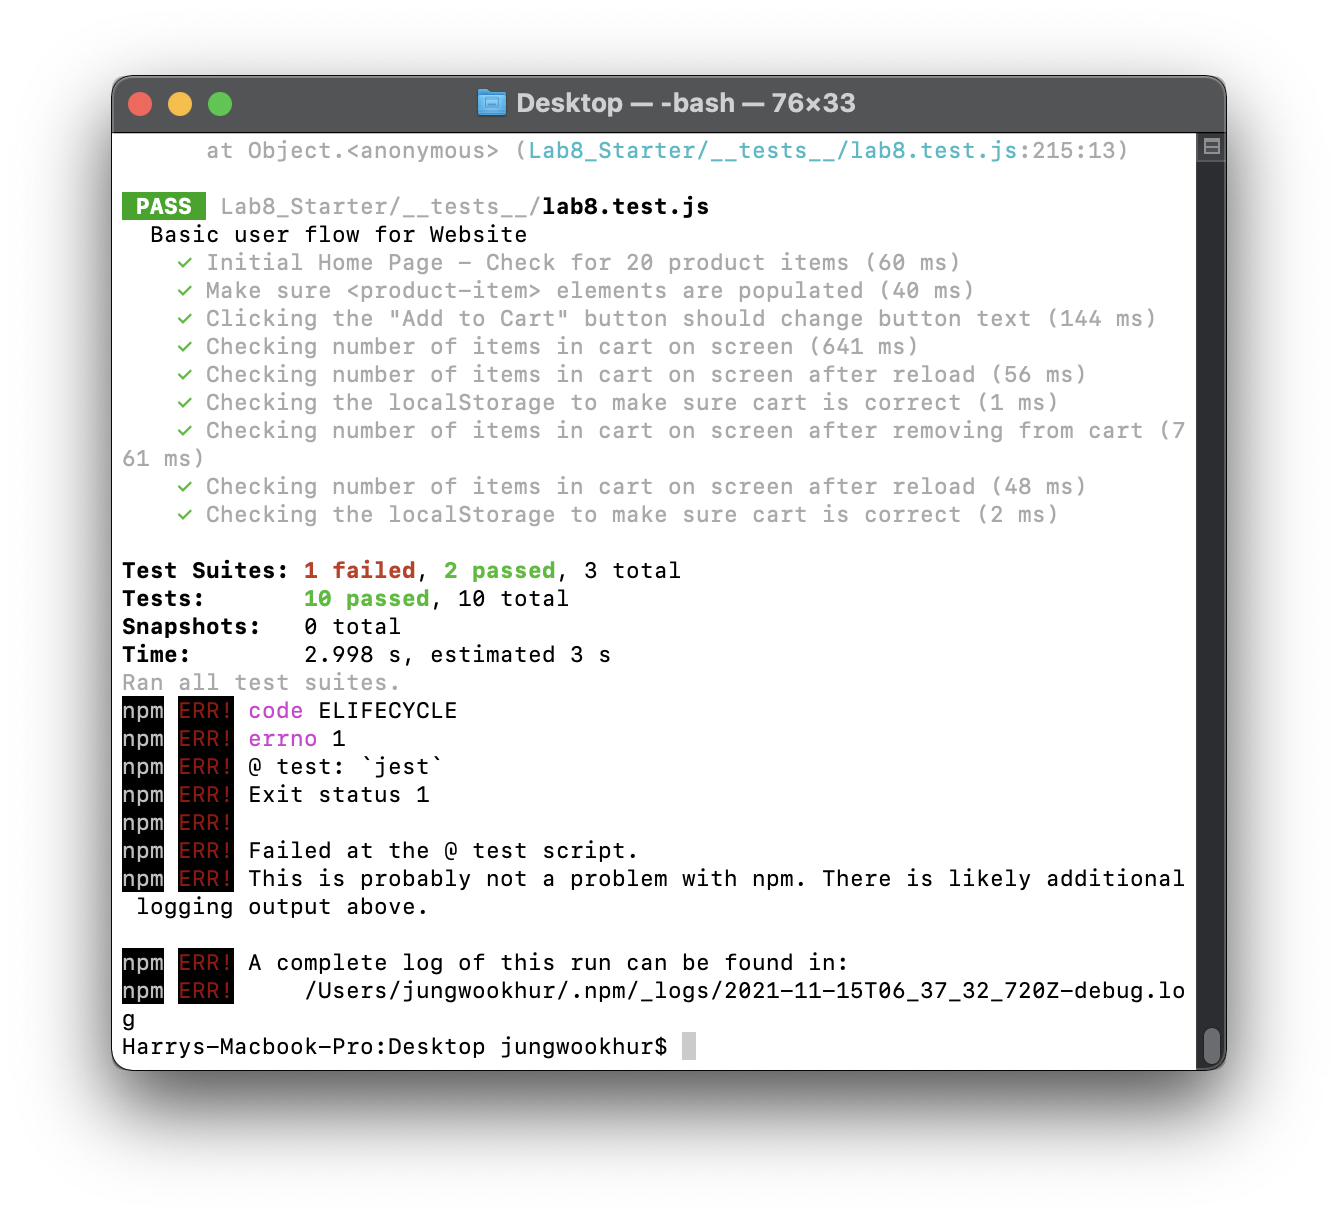 Desktop — -bash — 76×33
at Object.<anonymous> (Lab8_Starter/__tests__/lab8.test.js:215:13)
PASS Lab8_Starter/__tests__/lab8.test.js
Basic user flow for Website
✓ Initial Home Page - Check for 20 product items (60 ms)
✓ Make sure <product-item> elements are populated (40 ms)
✓ Clicking the "Add to Cart" button should change button text (144 ms)
✓ Checking number of items in cart on screen (641 ms)
✓ Checking number of items in cart on screen after reload (56 ms)
✓ Checking the localStorage to make sure cart is correct (1 ms)
✓ Checking number of items in cart on screen after removing from cart (7
61 ms)
✓ Checking number of items in cart on screen after reload (48 ms)
✓ Checking the localStorage to make sure cart is correct (2 ms)
Test Suites: 1 failed, 2 passed, 3 total
Tests: 10 passed, 10 total
Snapshots: 0 total
Time: 2.998 s, estimated 3 s
Ran all test suites.
npm ERR! code ELIFECYCLE
npm ERR! errno 1
npm ERR! @ test: `jest`
npm ERR! Exit status 1
npm ERR!
npm ERR! Failed at the @ test script.
npm ERR! This is probably not a problem with npm. There is likely additional
logging output above.
npm ERR! A complete log of this run can be found in:
npm ERR! /Users/jungwookhur/.npm/_logs/2021-11-15T06_37_32_720Z-debug.lo
g
Harrys-Macbook-Pro:Desktop jungwookhur$